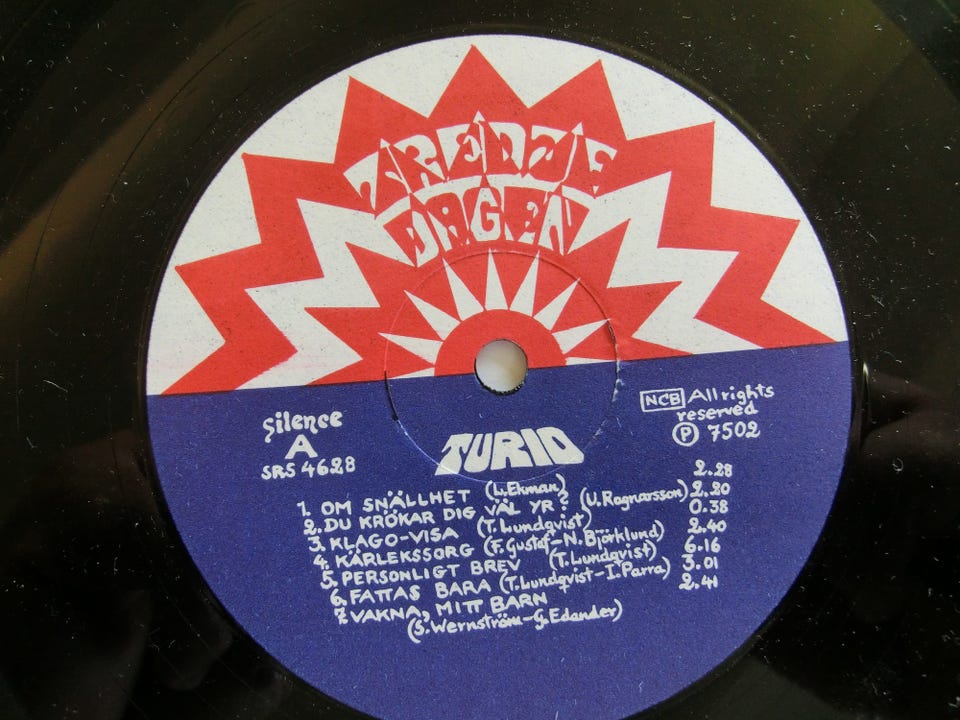 TREDJE
DAGEN
Silence
A
SRS 4628
NCB All rights
reserved
Ⓟ 7502
TURID
1. OM SNÄLLHET (L. Ekman) 2.28
2. DU KRÖKAR DIG VÄL YR? (U. Ragnarsson) 2.20
3. KLAGO-VISA (T. Lundqvist) 0.38
4. KÄRLEKSSORG (F. Gustaf-N. Björklund) 2.40
5. PERSONLIGT BREV (T. Lundqvist) 6.16
6. FATTAS BARA (T. Lundqvist-I. Parra) 3.01
7. VAKNA, MITT BARN 2.41
(S. Wernström-G. Edander)